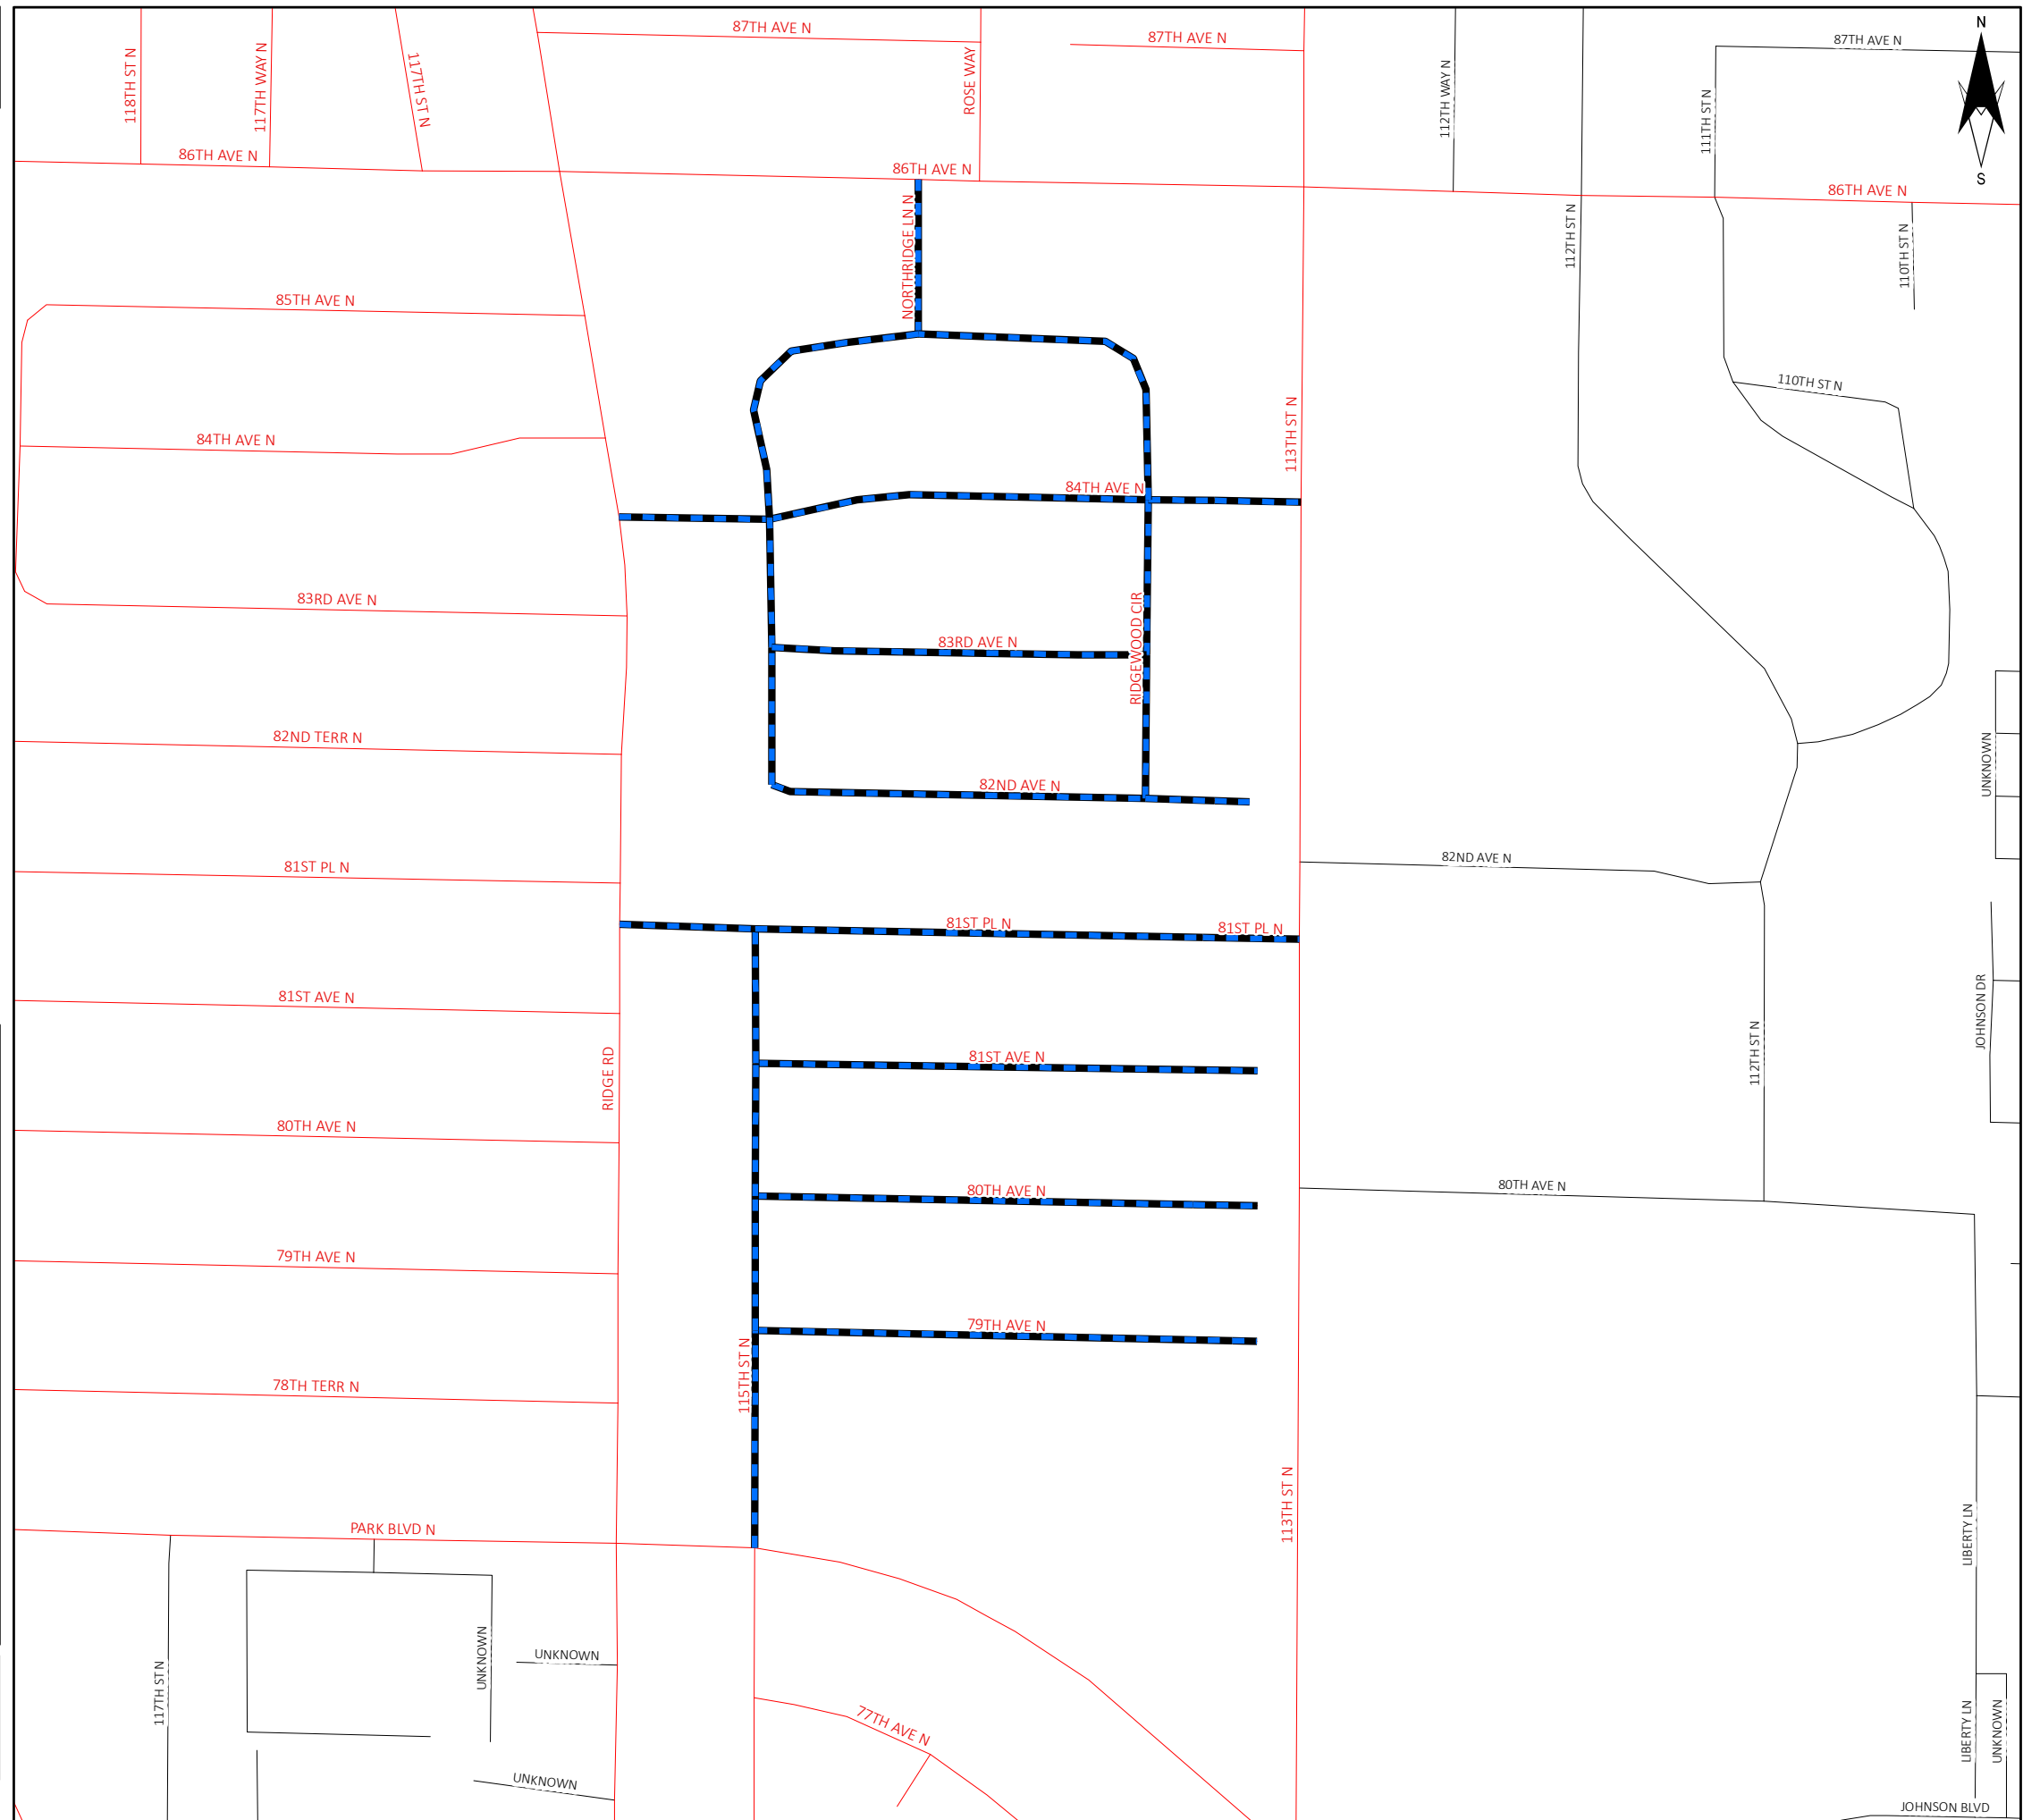 87TH AVE N
87TH AVE N
87TH AVE N
N
118TH ST N
117TH WAY N
117TH ST N
ROSE WAY
112TH WAY N
111TH ST N
86TH AVE N
86TH AVE N
86TH AVE N
S
NORTHRIDGE LN N
112TH ST N
110TH ST N
85TH AVE N
110TH ST N
84TH AVE N
113TH ST N
84TH AVE N
83RD AVE N
83RD AVE N
RIDGEWOOD CIR
82ND TERR N
UNKNOWN
82ND AVE N
82ND AVE N
81ST PL N
81ST PL N
81ST PL N
81ST AVE N
JOHNSON DR
81ST AVE N
RIDGE RD
112TH ST N
80TH AVE N
80TH AVE N
80TH AVE N
79TH AVE N
79TH AVE N
115TH ST N
78TH TERR N
113TH ST N
LIBERTY LN
PARK BLVD N
117TH ST N
UNKNOWN
UNKNOWN
77TH AVE N
LIBERTY LN
UNKNOWN
UNKNOWN
JOHNSON BLVD